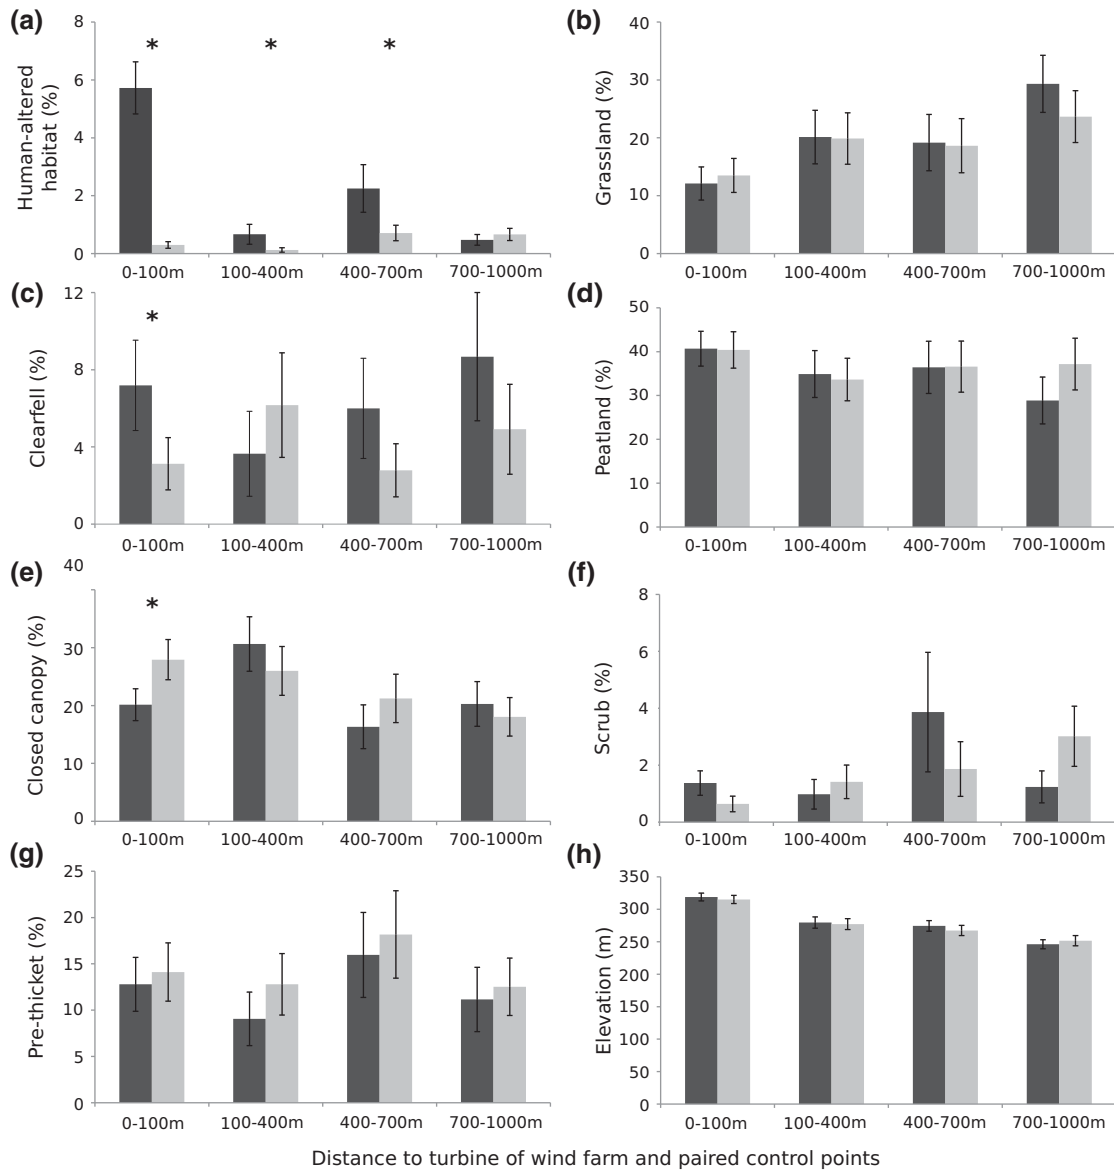 (a)
Human-altered
habitat (%)
8
6
4
2
0
* * *
0-100m 100-400m 400-700m 700-1000m
(b)
Grassland (%)
40
30
20
10
0
0-100m 100-400m 400-700m 700-1000m
(c)
Clearfell (%)
12
8
4
0
*
0-100m 100-400m 400-700m 700-1000m
(d)
Peatland (%)
50
40
30
20
10
0
0-100m 100-400m 400-700m 700-1000m
(e)
Closed canopy (%)
40
30
20
10
0
*
0-100m 100-400m 400-700m 700-1000m
(f)
Scrub (%)
8
6
4
2
0
0-100m 100-400m 400-700m 700-1000m
(g)
Pre-thicket (%)
25
20
15
10
5
0
0-100m 100-400m 400-700m 700-1000m
(h)
Elevation (m)
350
300
250
200
150
100
50
0
0-100m 100-400m 400-700m 700-1000m
Distance to turbine of wind farm and paired control points